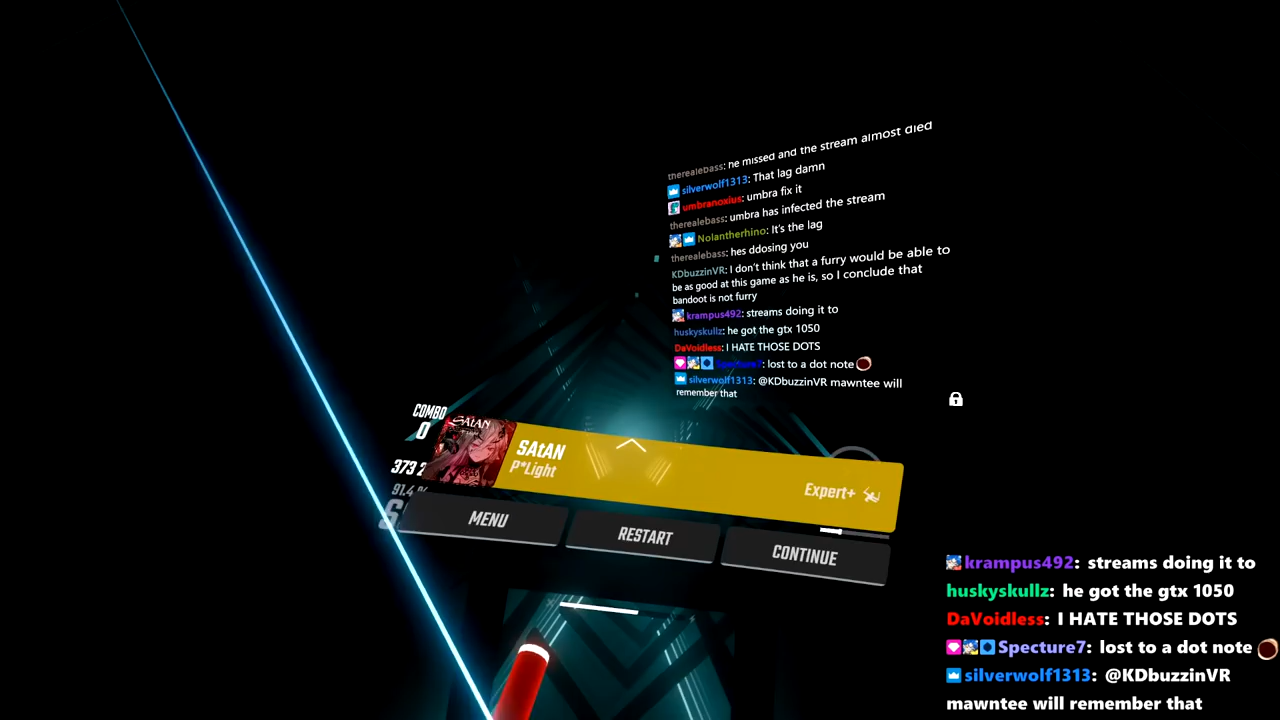 therealebass: he missed and the stream almost died
silverwolf1313: That lag damn
umbranoxius: umbra fix it
therealebass: umbra has infected the stream
Nolantherhino: It's the lag
therealebass: hes ddosing you
KDbuzzinVR: I don't think that a furry would be able to
be as good at this game as he is, so I conclude that
bandoot is not furry
krampus492: streams doing it to
huskyskullz: he got the gtx 1050
DaVoidless: I HATE THOSE DOTS
Specture7: lost to a dot note
silverwolf1313: @KDbuzzinVR mawntee will
remember that
COMBO
0
373 2
91.4 %
S
SAtAN
SAtAN
P*Light
Expert+
MENU
RESTART
CONTINUE
krampus492: streams doing it to
huskyskullz: he got the gtx 1050
DaVoidless: I HATE THOSE DOTS
Specture7: lost to a dot note
silverwolf1313: @KDbuzzinVR
mawntee will remember that